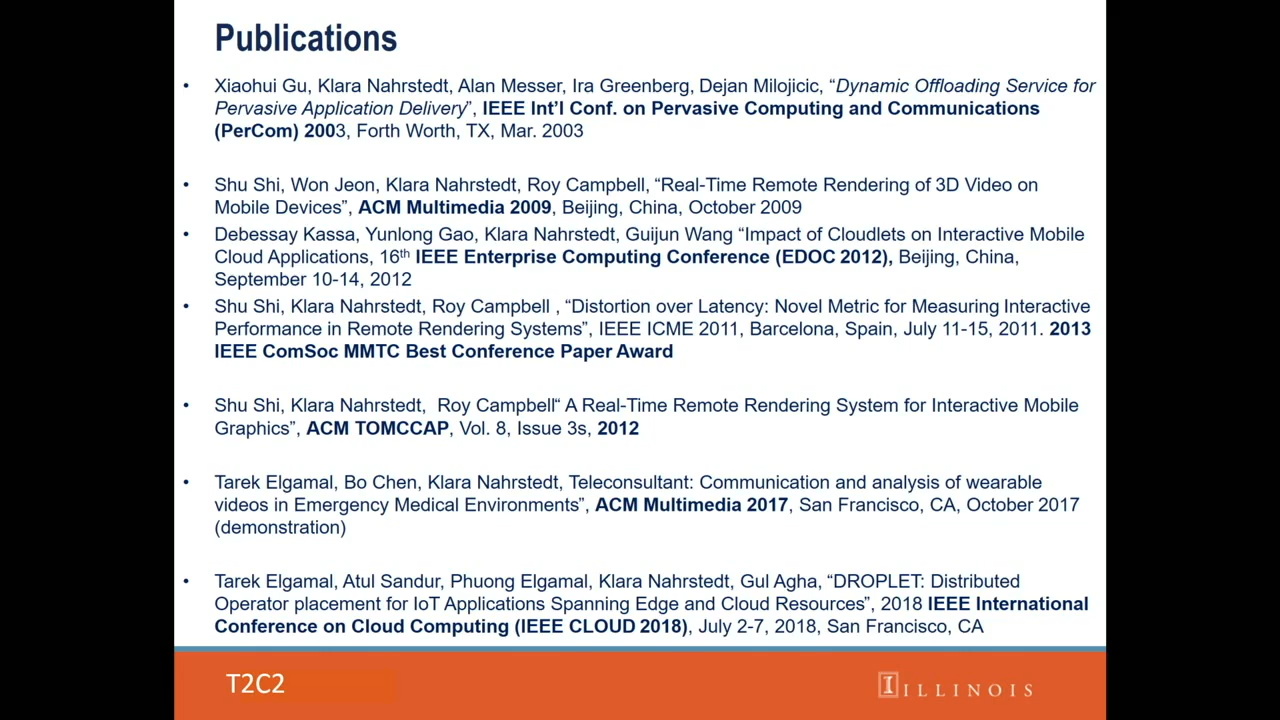 Publications
• Xiaohui Gu, Klara Nahrstedt, Alan Messer, Ira Greenberg, Dejan Milojicic, “Dynamic Offloading Service for
Pervasive Application Delivery”, IEEE Int’l Conf. on Pervasive Computing and Communications
(PerCom) 2003, Forth Worth, TX, Mar. 2003
• Shu Shi, Won Jeon, Klara Nahrstedt, Roy Campbell, “Real-Time Remote Rendering of 3D Video on
Mobile Devices”, ACM Multimedia 2009, Beijing, China, October 2009
• Debessay Kassa, Yunlong Gao, Klara Nahrstedt, Guijun Wang “Impact of Cloudlets on Interactive Mobile
Cloud Applications, 16th IEEE Enterprise Computing Conference (EDOC 2012), Beijing, China,
September 10-14, 2012
• Shu Shi, Klara Nahrstedt, Roy Campbell , “Distortion over Latency: Novel Metric for Measuring Interactive
Performance in Remote Rendering Systems”, IEEE ICME 2011, Barcelona, Spain, July 11-15, 2011. 2013
IEEE ComSoc MMTC Best Conference Paper Award
• Shu Shi, Klara Nahrstedt, Roy Campbell“ A Real-Time Remote Rendering System for Interactive Mobile
Graphics”, ACM TOMCCAP, Vol. 8, Issue 3s, 2012
• Tarek Elgamal, Bo Chen, Klara Nahrstedt, Teleconsultant: Communication and analysis of wearable
videos in Emergency Medical Environments”, ACM Multimedia 2017, San Francisco, CA, October 2017
(demonstration)
• Tarek Elgamal, Atul Sandur, Phuong Elgamal, Klara Nahrstedt, Gul Agha, “DROPLET: Distributed
Operator placement for IoT Applications Spanning Edge and Cloud Resources”, 2018 IEEE International
Conference on Cloud Computing (IEEE CLOUD 2018), July 2-7, 2018, San Francisco, CA
T2C2
I ILLINOIS